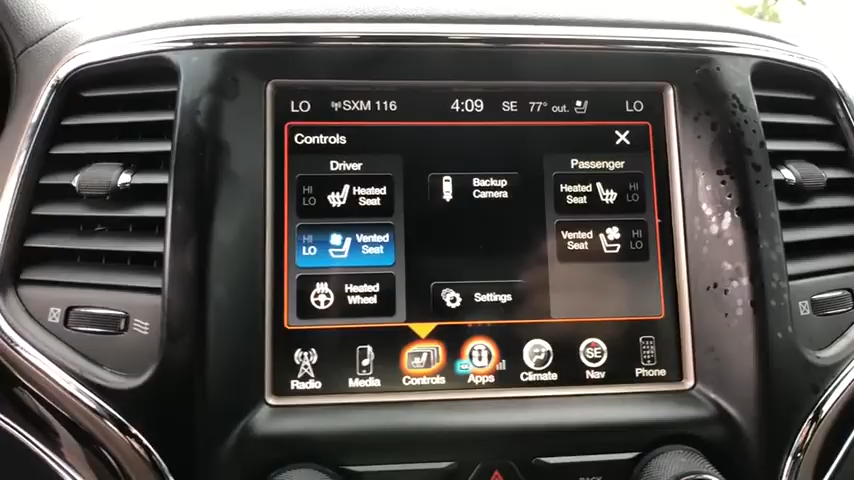 LO SXM 116 4:09 SE 77° out. LO
Controls
Driver
Passenger
HI
LO
Heated
Seat
Backup
Camera
Heated
Seat
HI
LO
HI
LO
Vented
Seat
Vented
Seat
HI
LO
Heated
Wheel
Settings
Radio
Media
Controls
Apps
Climate
SE
Nav
Phone
BACK